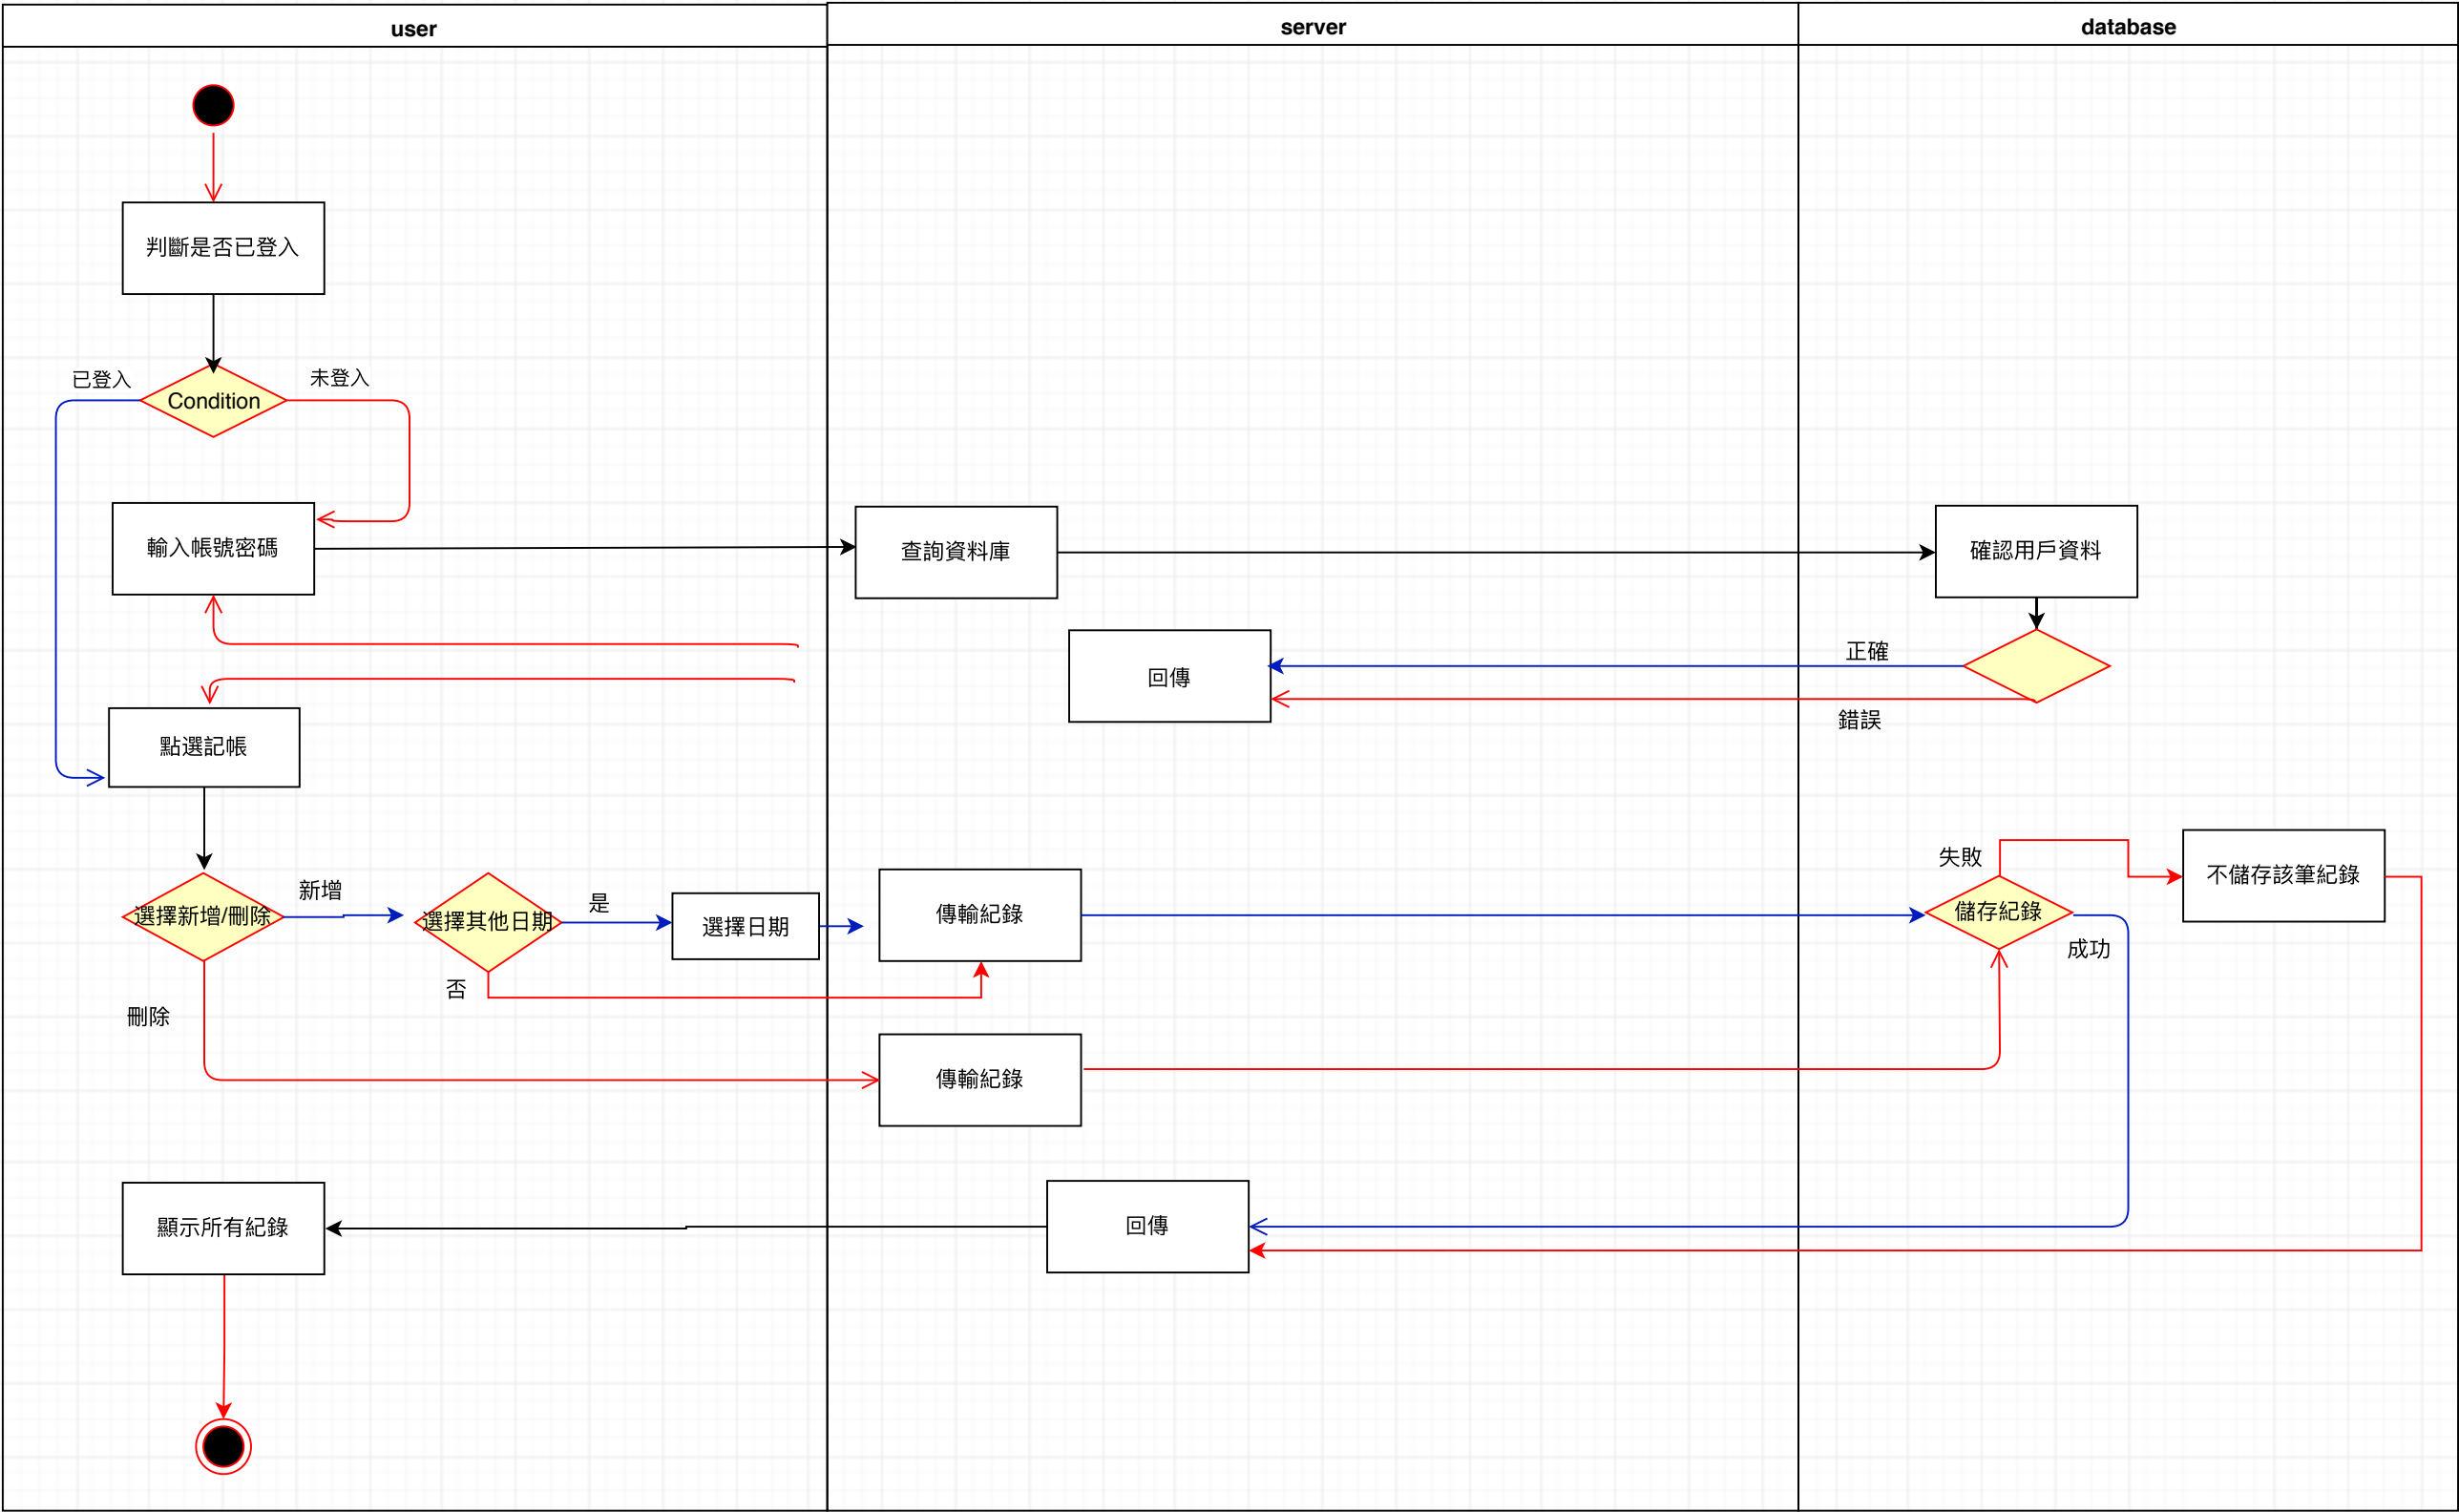 user
server
database
判斷是否已登入
已登入
未登入
Condition
輸入帳號密碼
查詢資料庫
確認用戶資料
正確
回傳
錯誤
點選記帳
失敗
不儲存該筆紀錄
新增
是
選擇新增/刪除
選擇其他日期
選擇日期
傳輸紀錄
儲存紀錄
成功
否
刪除
傳輸紀錄
顯示所有紀錄
回傳